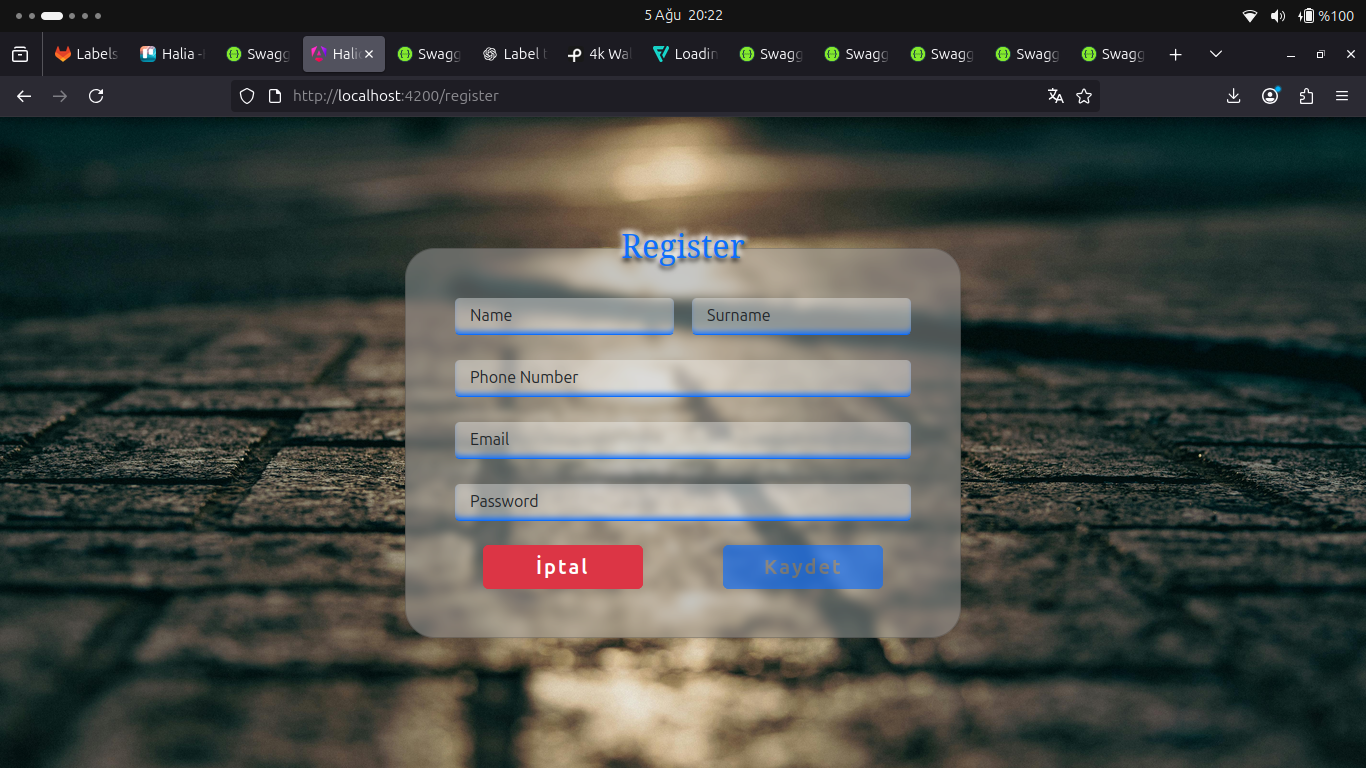 5 Ağu 20:22
%100
Labels
Halia -
Swagg
Halia
Swagg
Label t
4k Wal
Loadin
Swagg
Swagg
Swagg
Swagg
Swagg
http://localhost:4200/register
Register
Name
Surname
Phone Number
Email
Password
İptal
Kaydet